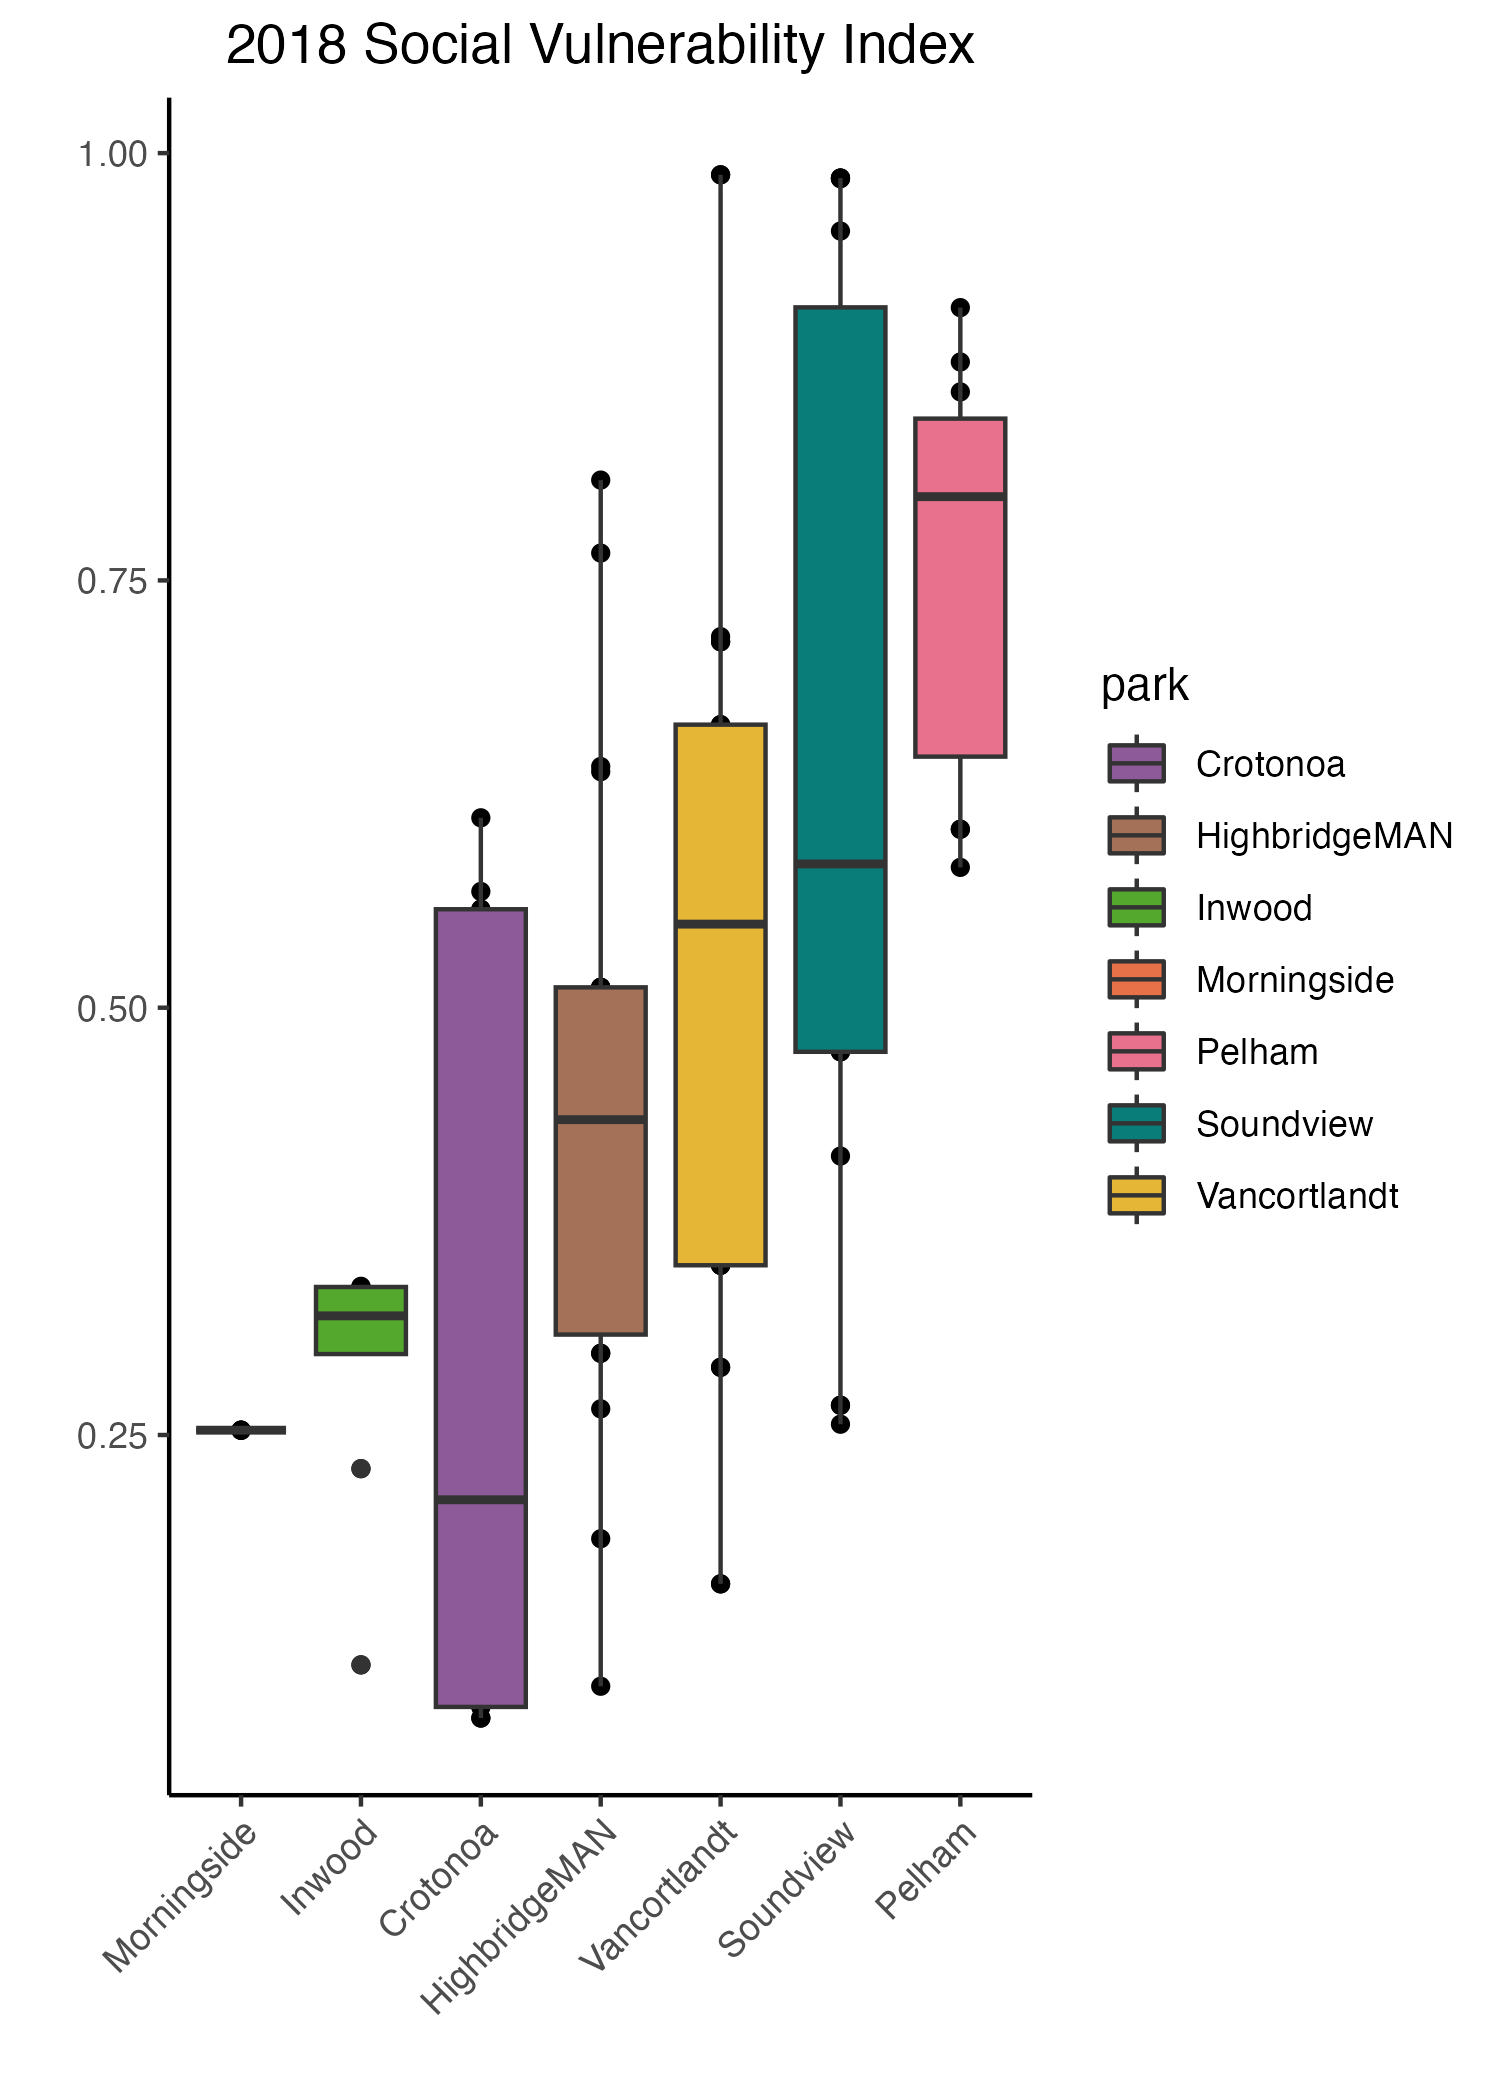 2018 Social Vulnerability Index
1.00
0.75
0.50
0.25
Morningside
Inwood
Crotonoa
HighbridgeMAN
Vancortlandt
Soundview
Pelham
park
Crotonoa
HighbridgeMAN
Inwood
Morningside
Pelham
Soundview
Vancortlandt